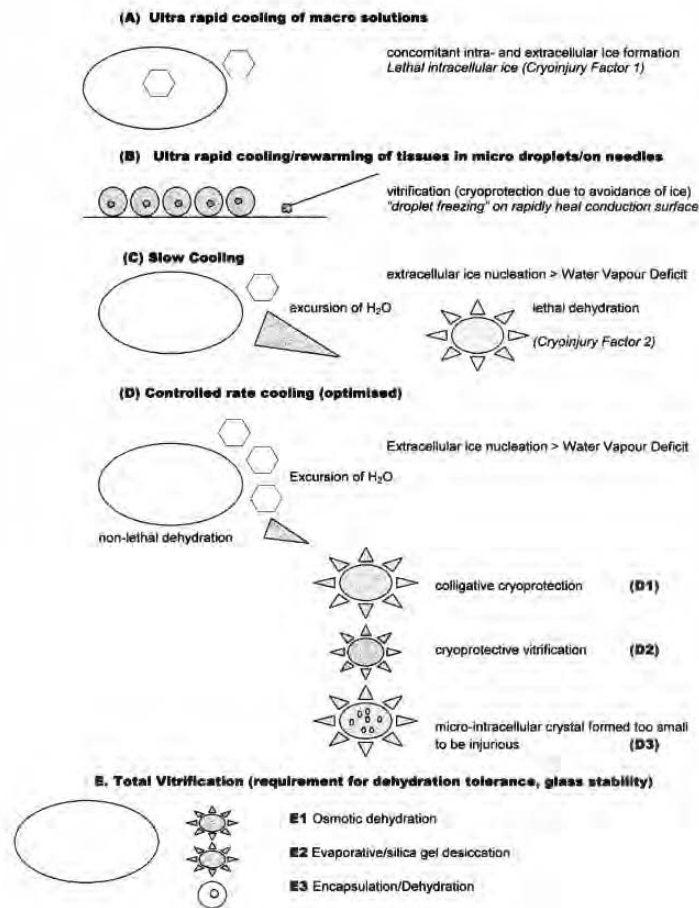 (A) Ultra rapid cooling of macro solutions
concomitant intra- and extracellular ice formation
Lethal intracellular ice (Cryoinjury Factor 1)
(B) Ultra rapid cooling/rewarming of tissues in micro droplets/on needles
vitrification (cryoprotection due to avoidance of ice)
"droplet freezing" on rapidly heal conduction surface
(C) Slow Cooling
extracellular ice nucleation > Water Vapour Deficit
excursion of H₂O
lethal dehydration
(Cryoinjury Factor 2)
(D) Controlled rate cooling (optimised)
Extracellular ice nucleation > Water Vapour Deficit
Excursion of H₂O
non-lethal dehydration
colligative cryoprotection (D1)
cryoprotective vitrification (D2)
micro-intracellular crystal formed too small
to be injurious (D3)
E. Total Vitrification (requirement for dehydration tolerance, glass stability)
E1 Osmotic dehydration
E2 Evaporative/silica gel desiccation
E3 Encapsulation/Dehydration